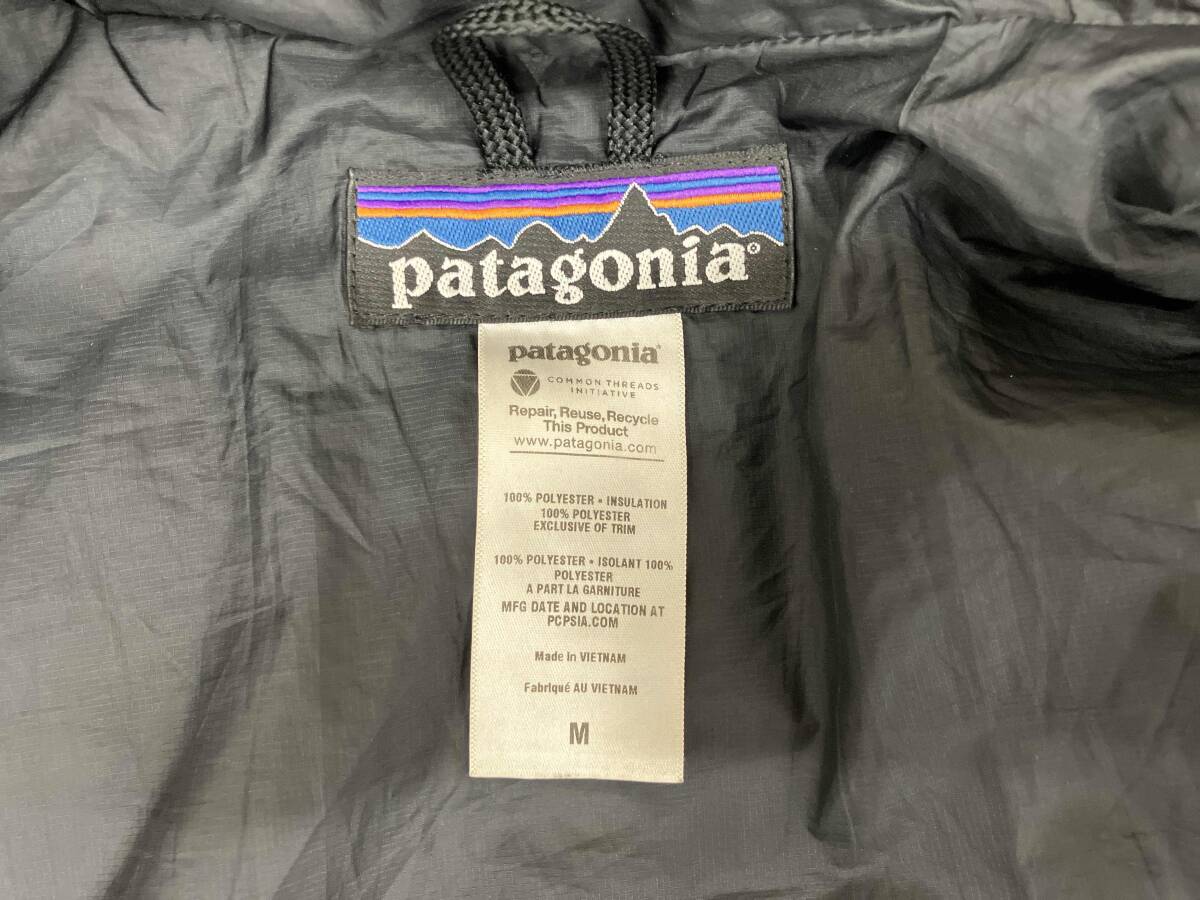 patagonia®
patagonia®
COMMON THREADS
INITIATIVE
Repair, Reuse, Recycle
This Product
www.patagonia.com
100% POLYESTER • INSULATION
100% POLYESTER
EXCLUSIVE OF TRIM
100% POLYESTER • ISOLANT 100%
POLYESTER
A PART LA GARNITURE
MFG DATE AND LOCATION AT
PCPSIA.COM
Made in VIETNAM
Fabriqué AU VIETNAM
M